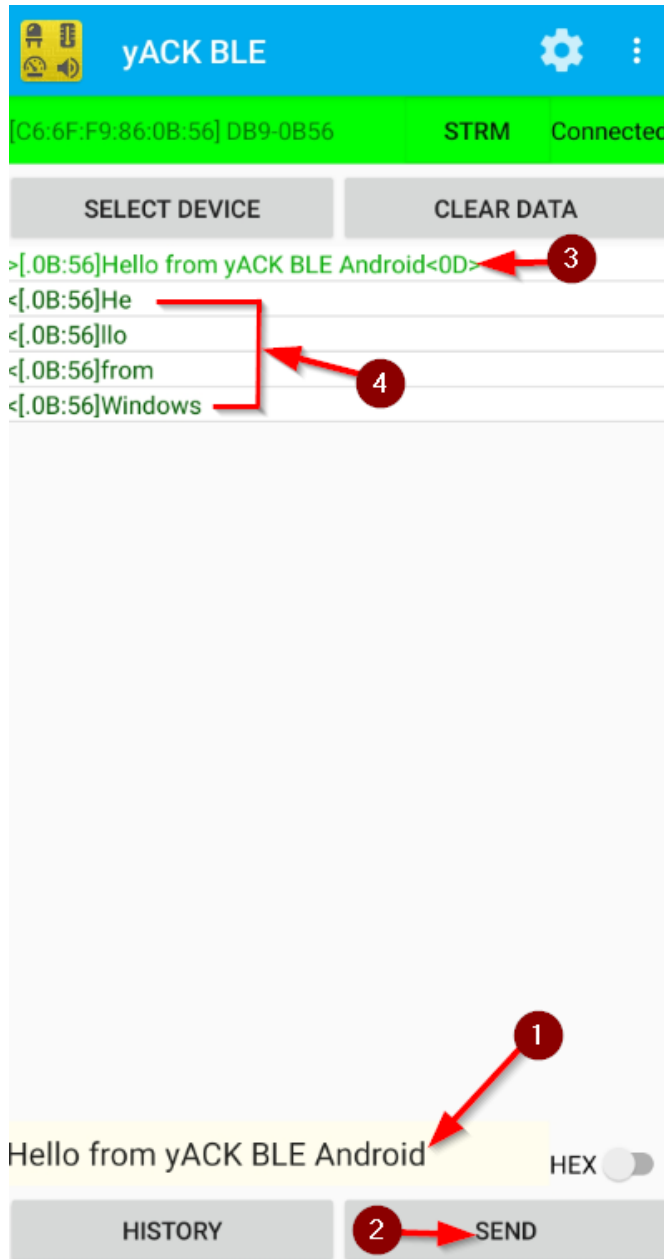 yACK BLE
[C6:6F:F9:86:0B:56] DB9-0B56 STRM Connected
SELECT DEVICE CLEAR DATA
>[.0B:56]Hello from yACK BLE Android<0D> 3
<[.0B:56]He
<[.0B:56]llo
<[.0B:56]from 4
<[.0B:56]Windows
1
Hello from yACK BLE Android HEX
HISTORY 2 SEND